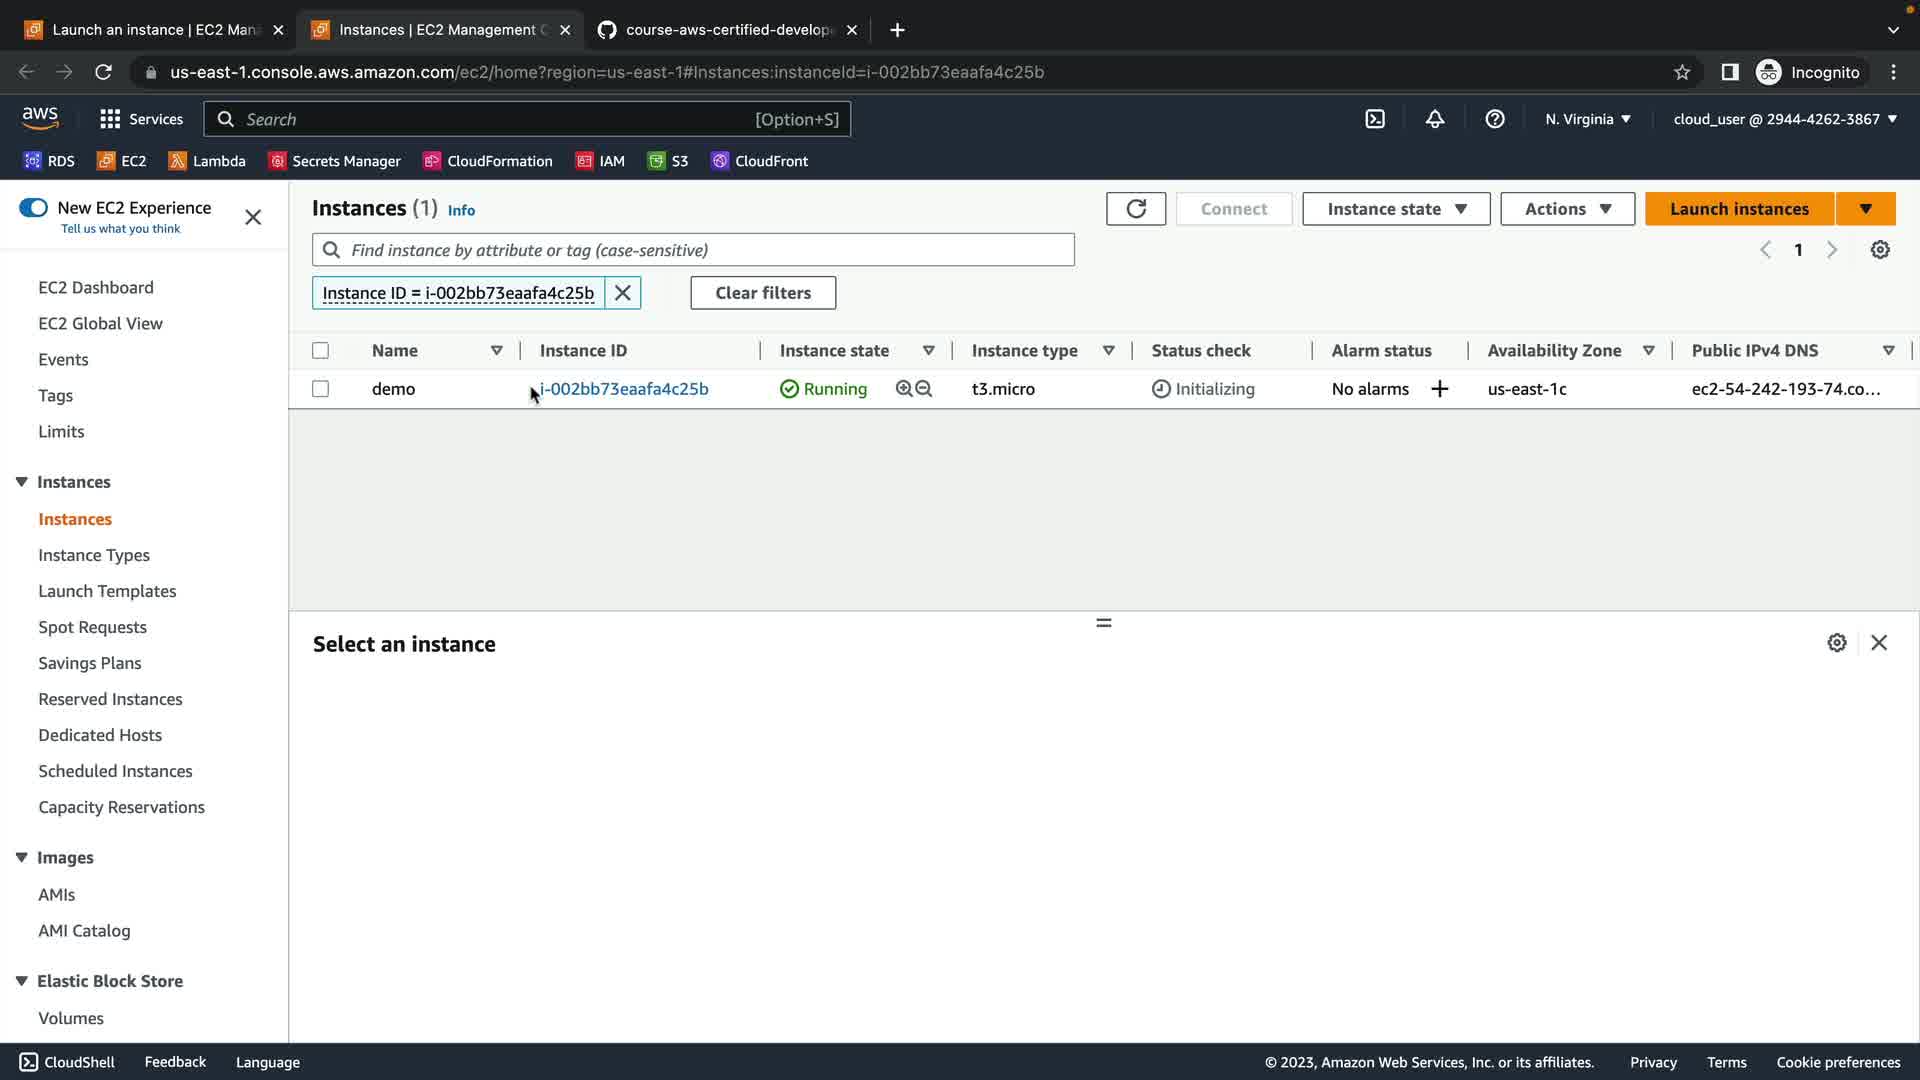 Launch an instance | EC2 Man
Instances | EC2 Management C
course-aws-certified-develope
us-east-1.console.aws.amazon.com/ec2/home?region=us-east-1#Instances:instanceId=i-002bb73eaafa4c25b
Incognito
aws
Services
Search
[Option+S]
N. Virginia
cloud_user @ 2944-4262-3867
RDS
EC2
Lambda
Secrets Manager
CloudFormation
IAM
S3
CloudFront
New EC2 Experience
Tell us what you think
EC2 Dashboard
EC2 Global View
Events
Tags
Limits
Instances
Instances
Instance Types
Launch Templates
Spot Requests
Savings Plans
Reserved Instances
Dedicated Hosts
Scheduled Instances
Capacity Reservations
Images
AMIs
AMI Catalog
Elastic Block Store
Volumes
Instances (1) Info
Connect
Instance state
Actions
Launch instances
Find instance by attribute or tag (case-sensitive)
1
Instance ID = i-002bb73eaafa4c25b
Clear filters
Name
Instance ID
Instance state
Instance type
Status check
Alarm status
Availability Zone
Public IPv4 DNS
demo
i-002bb73eaafa4c25b
Running
t3.micro
Initializing
No alarms
us-east-1c
ec2-54-242-193-74.co...
Select an instance
CloudShell
Feedback
Language
© 2023, Amazon Web Services, Inc. or its affiliates.
Privacy
Terms
Cookie preferences